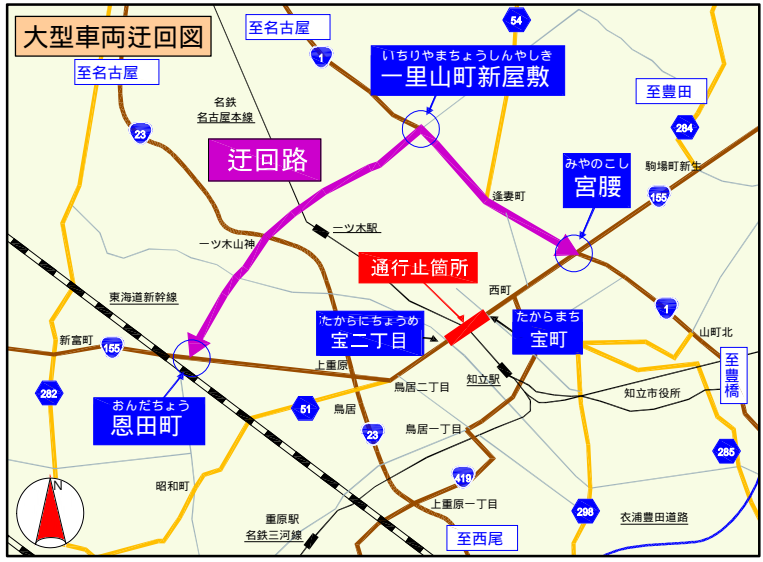 大型車両迂回図
至名古屋
至名古屋
1
54
いちりやまちょうしんやしき
一里山町新屋敷
至豊田
284
名鉄
名古屋本線
23
迂回路
みやのこし
宮腰
駒場町新生
155
逢妻町
一ツ木駅
一ツ木山神
通行止箇所
西町
東海道新幹線
1
たからにちょうめ
宝二丁目
たからまち
宝町
山町北
新富町
155
上重原
至豊橋
282
鳥居二丁目
知立駅
知立市役所
おんだちょう
恩田町
51
鳥居
23
鳥居一丁目
285
419
昭和町
上重原一丁目
N
298
重原駅
名鉄三河線
衣浦豊田道路
至西尾